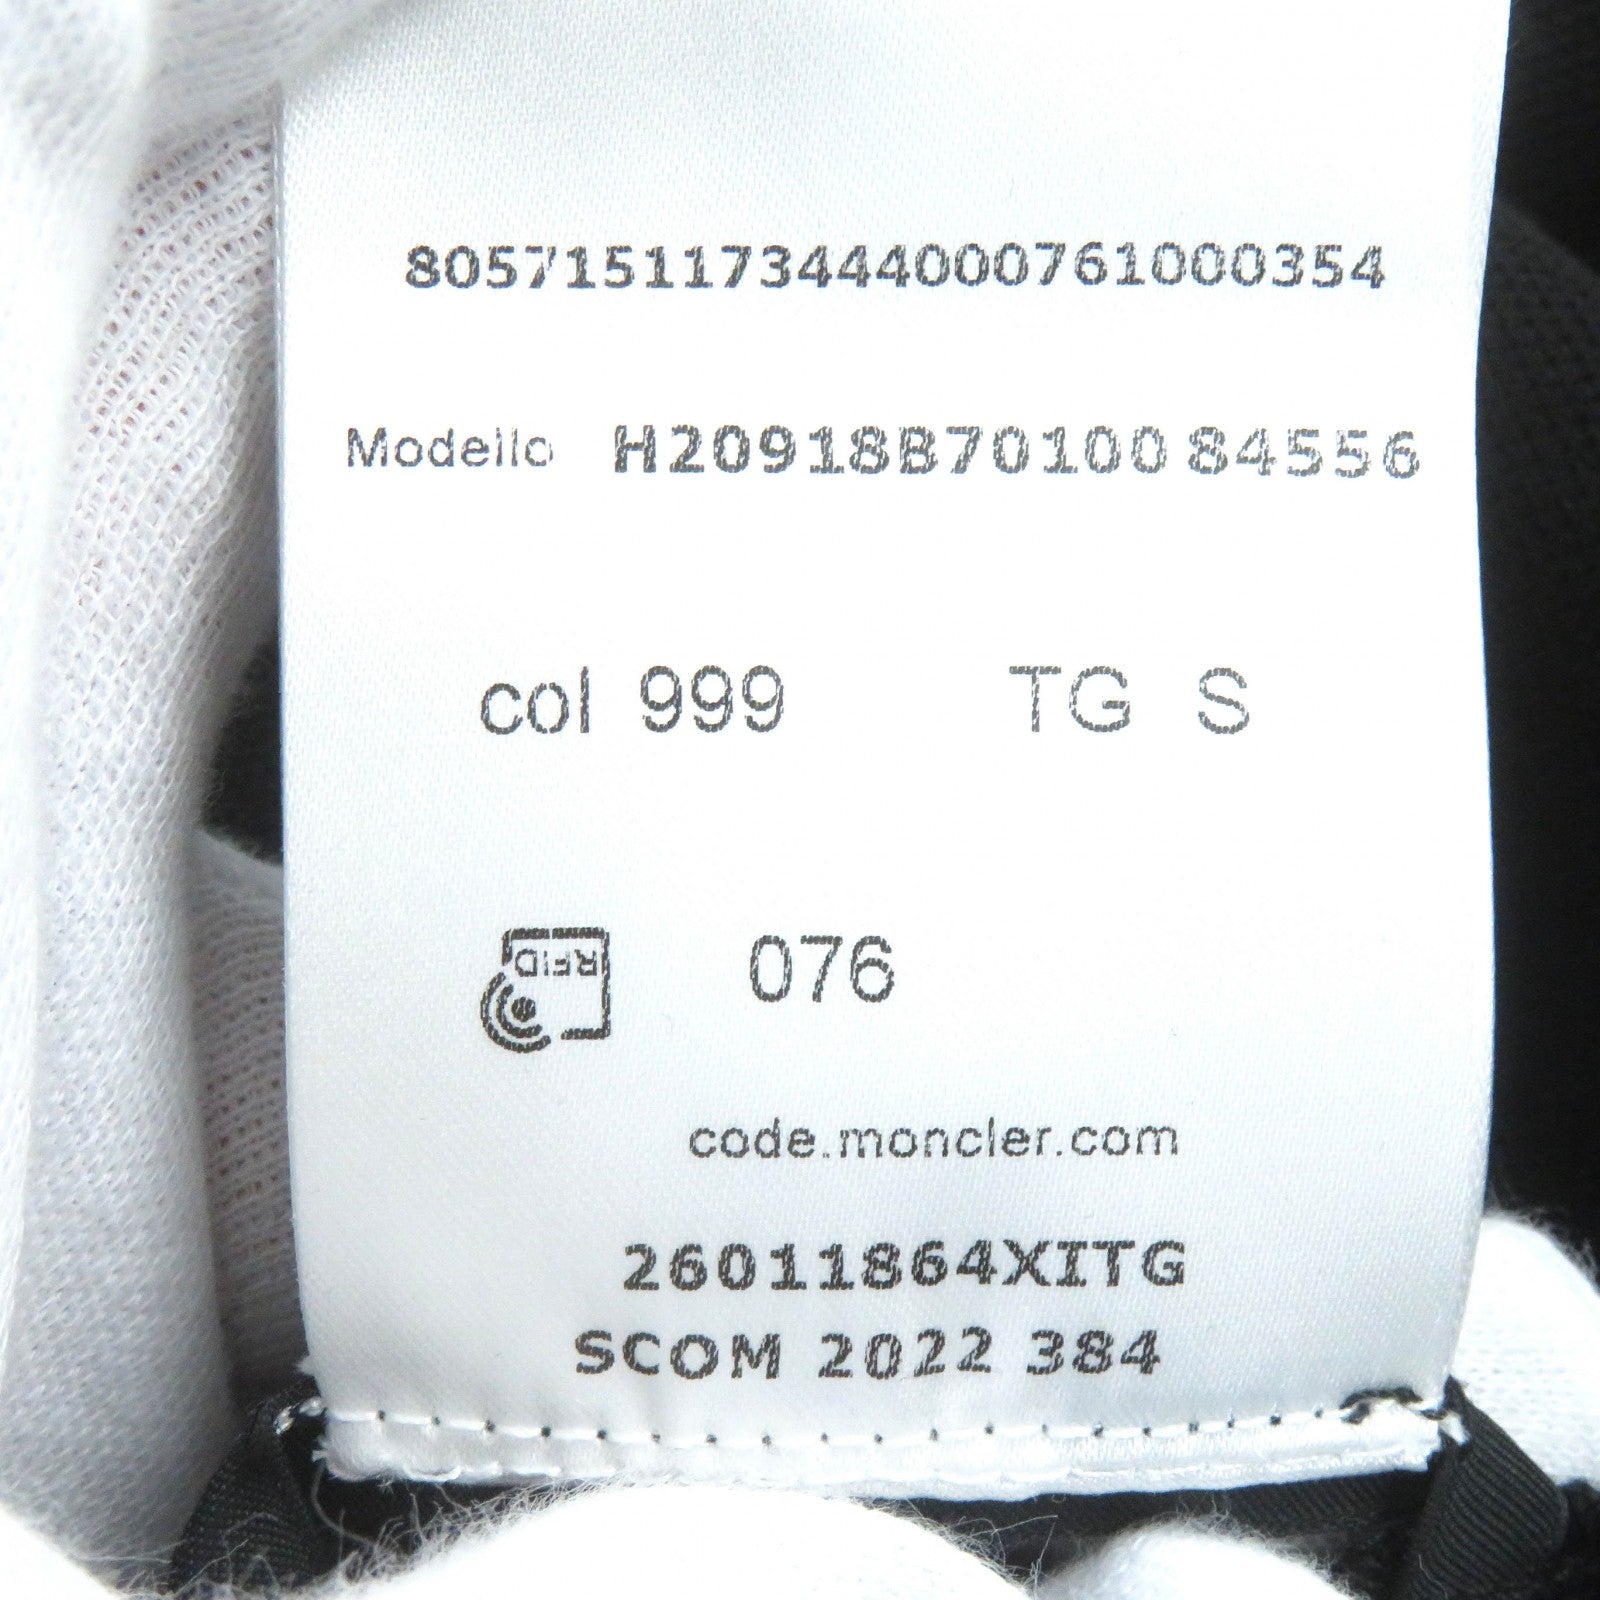 8057151173444000761000354
Modello H20918B70100 84556
col 999 TG S
RFID 076
code.moncler.com
26011864XITG
SCOM 2022 384